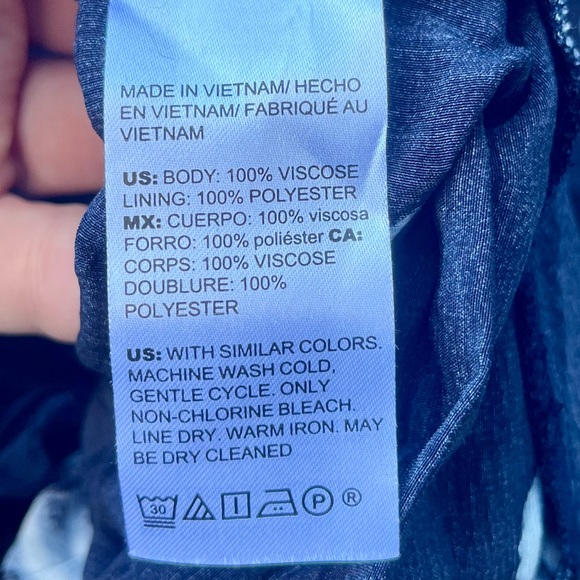 MADE IN VIETNAM/ HECHO
EN VIETNAM/ FABRIQUÉ AU
VIETNAM
US: BODY: 100% VISCOSE
LINING: 100% POLYESTER
MX: CUERPO: 100% viscosa
FORRO: 100% poliéster CA:
CORPS: 100% VISCOSE
DOUBLURE: 100%
POLYESTER
US: WITH SIMILAR COLORS.
MACHINE WASH COLD,
GENTLE CYCLE. ONLY
NON-CHLORINE BLEACH.
LINE DRY. WARM IRON. MAY
BE DRY CLEANED
30 P ®